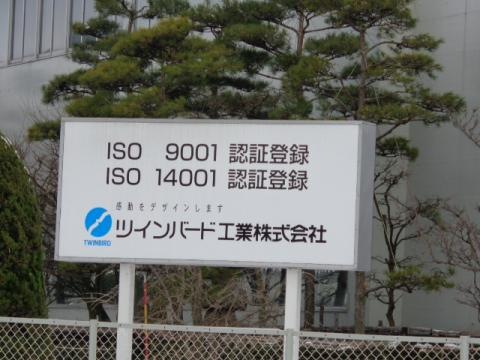 ISO 9001 認証登録
ISO 14001 認証登録
感動をデザインします
TWINBIRD
ツインバード工業株式会社